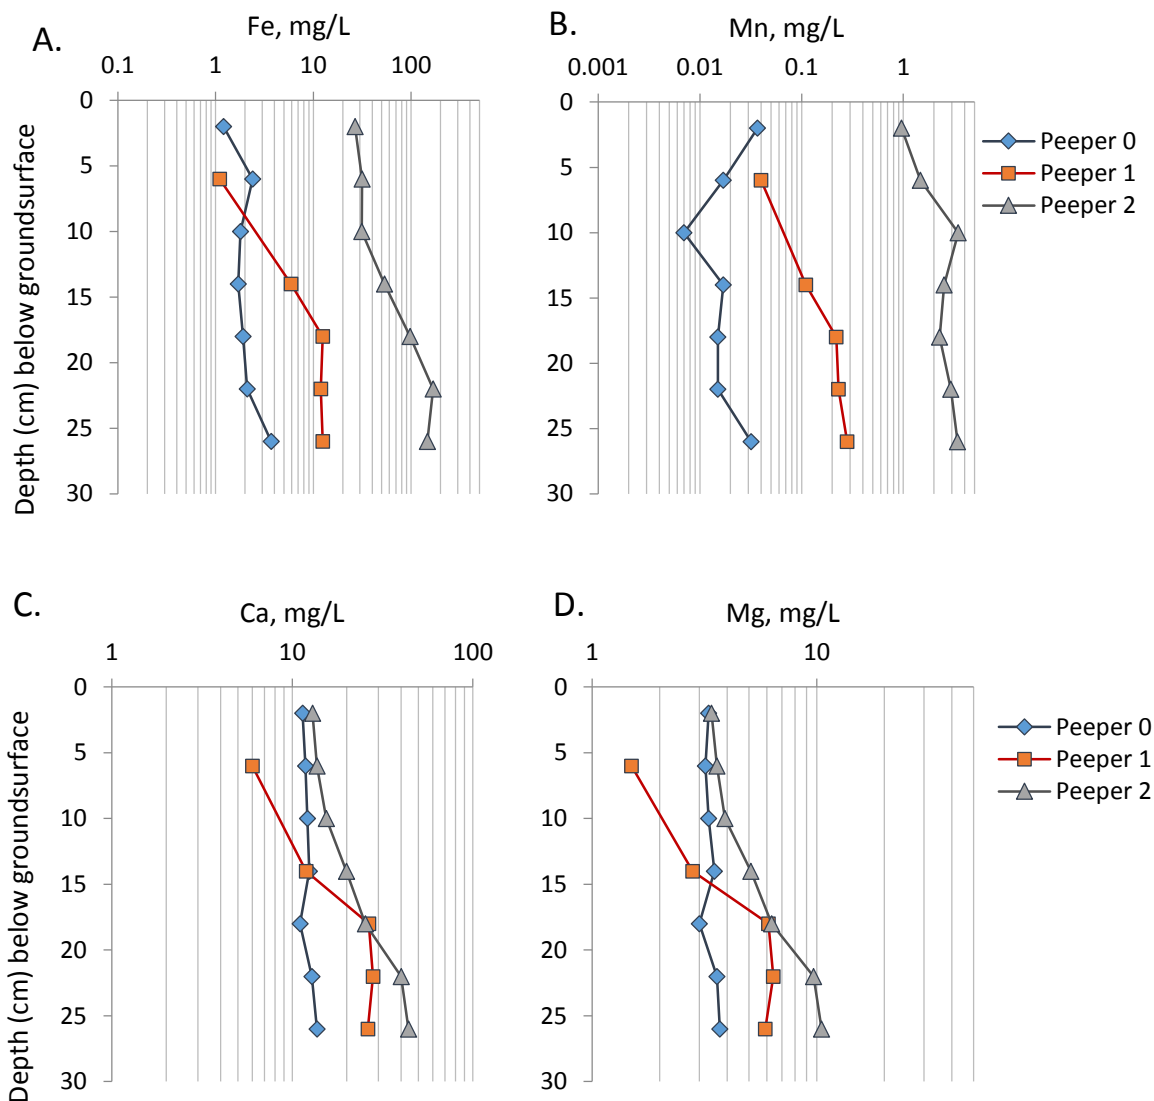 A.
Fe, mg/L
0.1 1 10 100
0
5
10
15
20
25
30
Depth (cm) below groundsurface
B.
Mn, mg/L
0.001 0.01 0.1 1
0
5
10
15
20
25
30
Peeper 0
Peeper 1
Peeper 2
C.
Ca, mg/L
1 10 100
0
5
10
15
20
25
30
Depth (cm) below groundsurface
D.
Mg, mg/L
1 10
0
5
10
15
20
25
30
Peeper 0
Peeper 1
Peeper 2